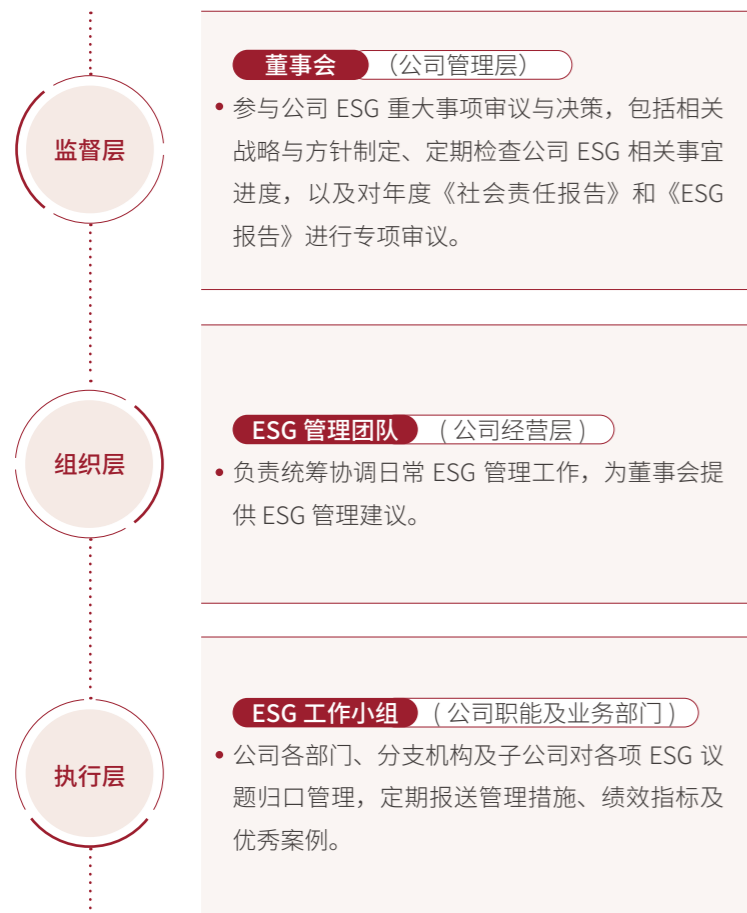 监督层
董事会 （公司管理层）
• 参与公司 ESG 重大事项审议与决策，包括相关
战略与方针制定、定期检查公司 ESG 相关事宜
进度，以及对年度《社会责任报告》和《ESG
报告》进行专项审议。
组织层
ESG 管理团队 ( 公司经营层 )
• 负责统筹协调日常 ESG 管理工作，为董事会提
供 ESG 管理建议。
执行层
ESG 工作小组 ( 公司职能及业务部门 )
• 公司各部门、分支机构及子公司对各项 ESG 议
题归口管理，定期报送管理措施、绩效指标及
优秀案例。